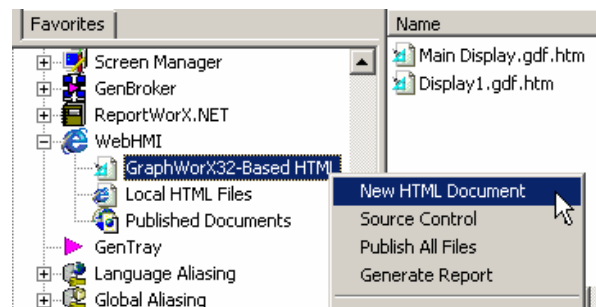 Favorites
Screen Manager
GenBroker
ReportWorX.NET
WebHMI
GraphWorX32-Based HTML
Local HTML Files
Published Documents
GenTray
Language Aliasing
Global Aliasing
Name
Main Display.gdf.htm
Display1.gdf.htm
New HTML Document
Source Control
Publish All Files
Generate Report